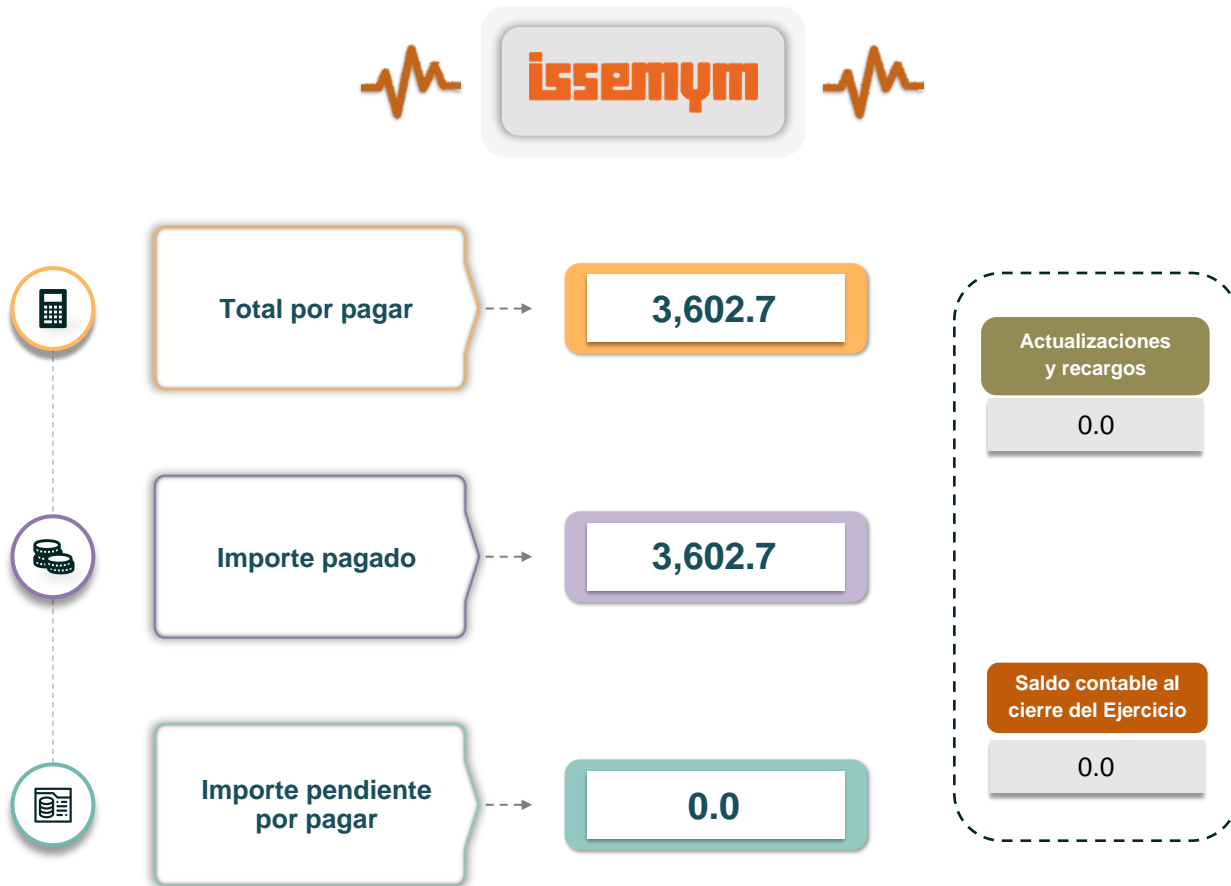 issemym
Total por pagar
3,602.7
Actualizaciones
y recargos
0.0
Importe pagado
3,602.7
Saldo contable al
cierre del Ejercicio
0.0
Importe pendiente
por pagar
0.0